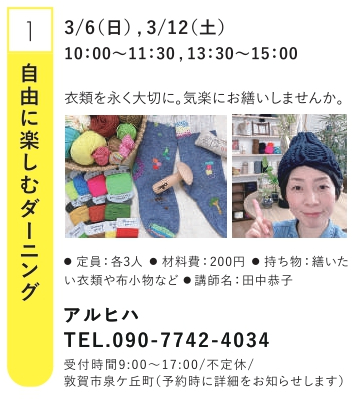 1
自由に楽しむダーニング
3/6(日), 3/12(土)
10:00〜11:30, 13:30〜15:00
衣類を永く大切に。気楽にお繕いしませんか。
● 定員：各3人 ● 材料費：200円 ● 持ち物：繕いた
い衣類や布小物など ● 講師名：田中恭子
アルヒハ
TEL.090-7742-4034
受付時間9:00〜17:00/不定休/
敦賀市泉ケ丘町(予約時に詳細をお知らせします)